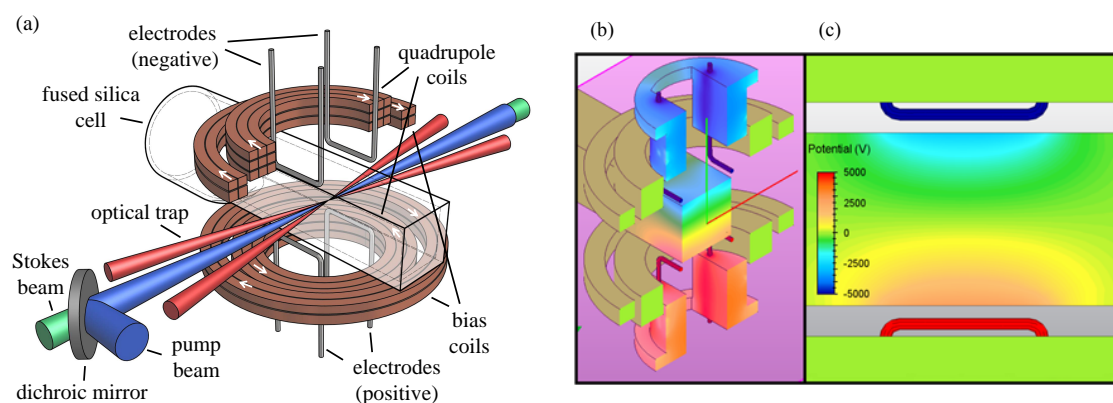 (a)
electrodes
(negative)
quadrupole
coils
fused silica
cell
optical trap
Stokes
beam
pump
beam
dichroic mirror
bias
coils
electrodes
(positive)
(b)
(c)
Potential (V)
5000
2500
0
-2500
-5000